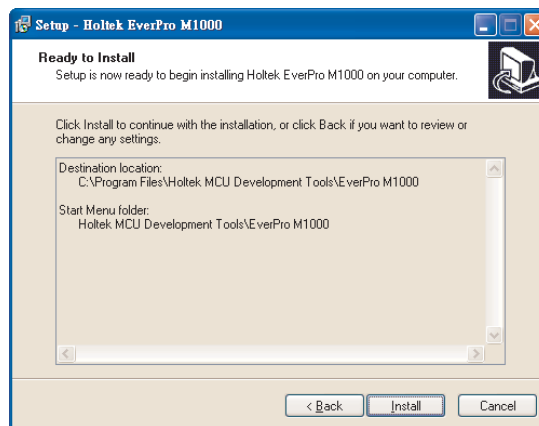 Setup - Holtek EverPro M1000
Ready to Install
Setup is now ready to begin installing Holtek EverPro M1000 on your computer.
Click Install to continue with the installation, or click Back if you want to review or
change any settings.
Destination location:
C:\Program Files\Holtek MCU Development Tools\EverPro M1000
Start Menu folder:
Holtek MCU Development Tools\EverPro M1000
< Back
Install
Cancel